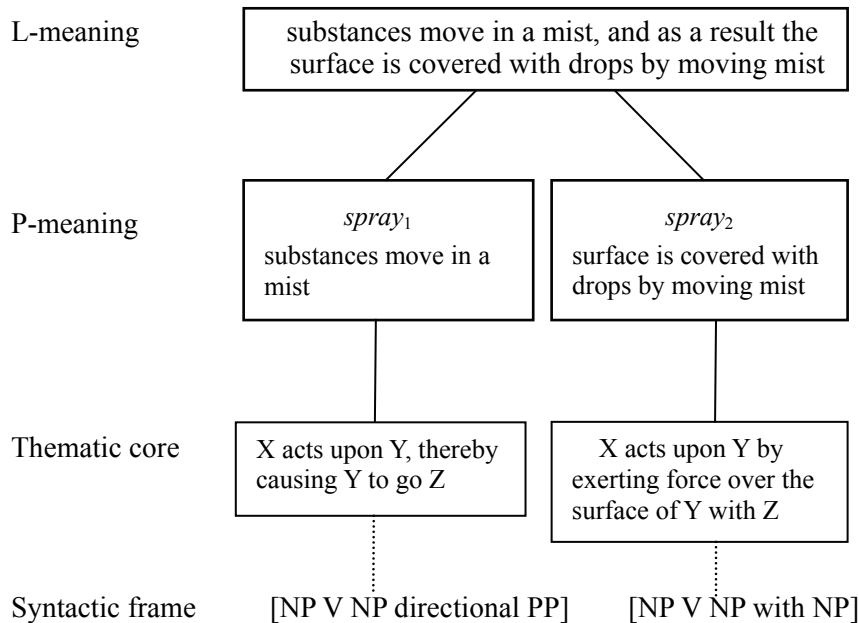 L-meaning
substances move in a mist, and as a result the
surface is covered with drops by moving mist
P-meaning
spray1
substances move in a
mist
spray2
surface is covered with
drops by moving mist
Thematic core
X acts upon Y, thereby
causing Y to go Z
X acts upon Y by
exerting force over the
surface of Y with Z
Syntactic frame
[NP V NP directional PP]
[NP V NP with NP]